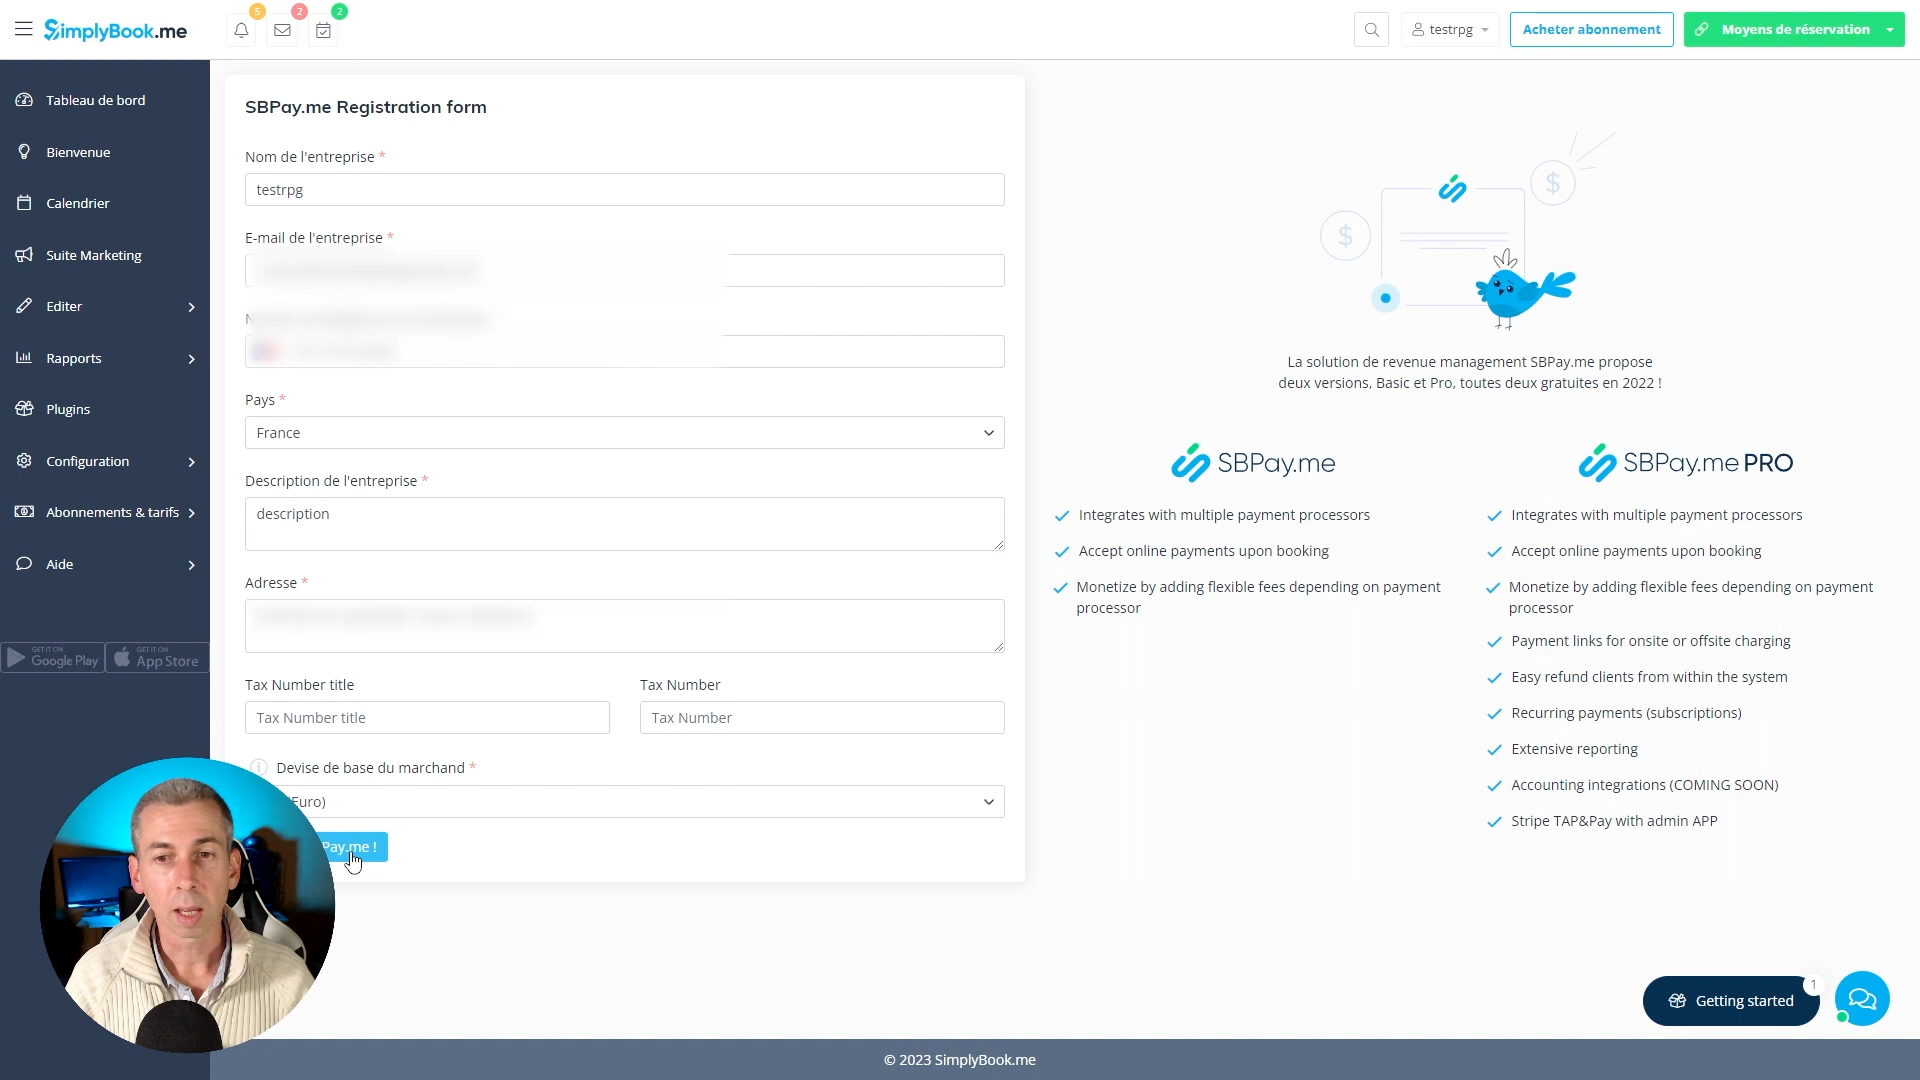 SimplyBook.me
5
2
2
testrpg
Acheter abonnement
Moyens de réservation
Tableau de bord
Bienvenue
Calendrier
Suite Marketing
Editer
Rapports
Plugins
Configuration
Abonnements & tarifs
Aide
GET IT ON
Google Play
GET IT ON
App Store
SBPay.me Registration form
Nom de l'entreprise *
testrpg
E-mail de l'entreprise *
Pays *
France
Description de l'entreprise *
description
Adresse *
Tax Number title
Tax Number
Tax Number title
Tax Number
Devise de base du marchand *
Euro)
Pay.me !
$
$
La solution de revenue management SBPay.me propose
deux versions, Basic et Pro, toutes deux gratuites en 2022 !
SBPay.me
Integrates with multiple payment processors
Accept online payments upon booking
Monetize by adding flexible fees depending on payment
processor
SBPay.me PRO
Integrates with multiple payment processors
Accept online payments upon booking
Monetize by adding flexible fees depending on payment
processor
Payment links for onsite or offsite charging
Easy refund clients from within the system
Recurring payments (subscriptions)
Extensive reporting
Accounting integrations (COMING SOON)
Stripe TAP&Pay with admin APP
Getting started
1
© 2023 SimplyBook.me